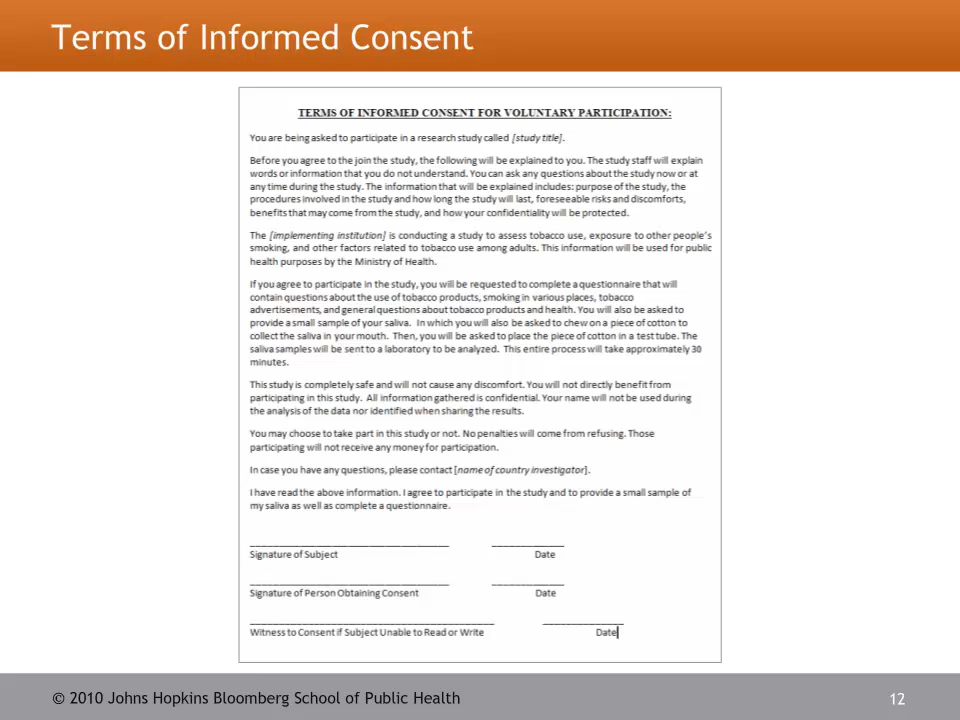 Terms of Informed Consent
TERMS OF INFORMED CONSENT FOR VOLUNTARY PARTICIPATION:
You are being asked to participate in a research study called [study title].
Before you agree to the join the study, the following will be explained to you. The study staff will explain
words or information that you do not understand. You can ask any questions about the study now or at
any time during the study. The information that will be explained includes: purpose of the study, the
procedures involved in the study and how long the study will last, foreseeable risks and discomforts,
benefits that may come from the study, and how your confidentiality will be protected.
The [implementing institution] is conducting a study to assess tobacco use, exposure to other people's
smoking, and other factors related to tobacco use among adults. This information will be used for public
health purposes by the Ministry of Health.
If you agree to participate in the study, you will be requested to complete a questionnaire that will
contain questions about the use of tobacco products, smoking in various places, tobacco
advertisements, and general questions about tobacco products and health. You will also be asked to
provide a small sample of your saliva. In which you will also be asked to chew on a piece of cotton to
collect the saliva in your mouth. Then, you will be asked to place the piece of cotton in a test tube. The
saliva samples will be sent to a laboratory to be analyzed. This entire process will take approximately 30
minutes.
This study is completely safe and will not cause any discomfort. You will not directly benefit from
participating in this study. All information gathered is confidential. Your name will not be used during
the analysis of the data nor identified when sharing the results.
You may choose to take part in this study or not. No penalties will come from refusing. Those
participating will not receive any money for participation.
In case you have any questions, please contact [name of country investigator].
I have read the above information. I agree to participate in the study and to provide a small sample of
my saliva as well as complete a questionnaire.
Signature of Subject Date
Signature of Person Obtaining Consent Date
Witness to Consent if Subject Unable to Read or Write Date
© 2010 Johns Hopkins Bloomberg School of Public Health 12